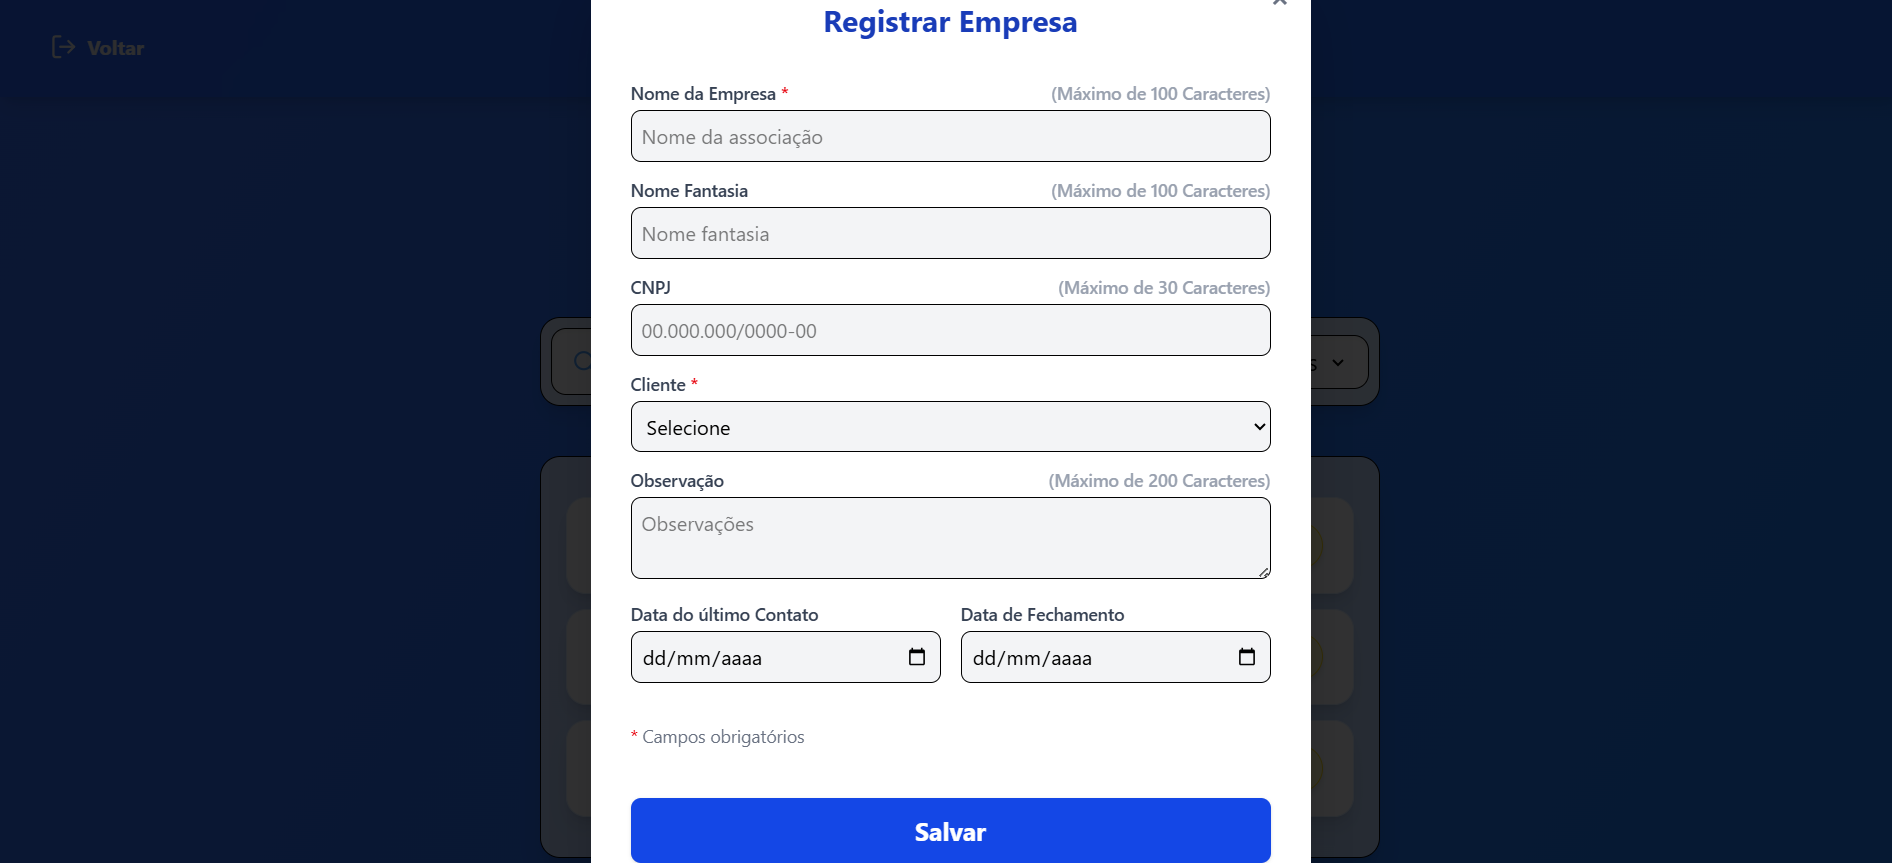 Voltar
Registrar Empresa
Nome da Empresa * (Máximo de 100 Caracteres)
Nome da associação
Nome Fantasia (Máximo de 100 Caracteres)
Nome fantasia
CNPJ (Máximo de 30 Caracteres)
00.000.000/0000-00
Cliente *
Selecione
Observação (Máximo de 200 Caracteres)
Observações
Data do último Contato Data de Fechamento
dd/mm/aaaa dd/mm/aaaa
* Campos obrigatórios
Salvar